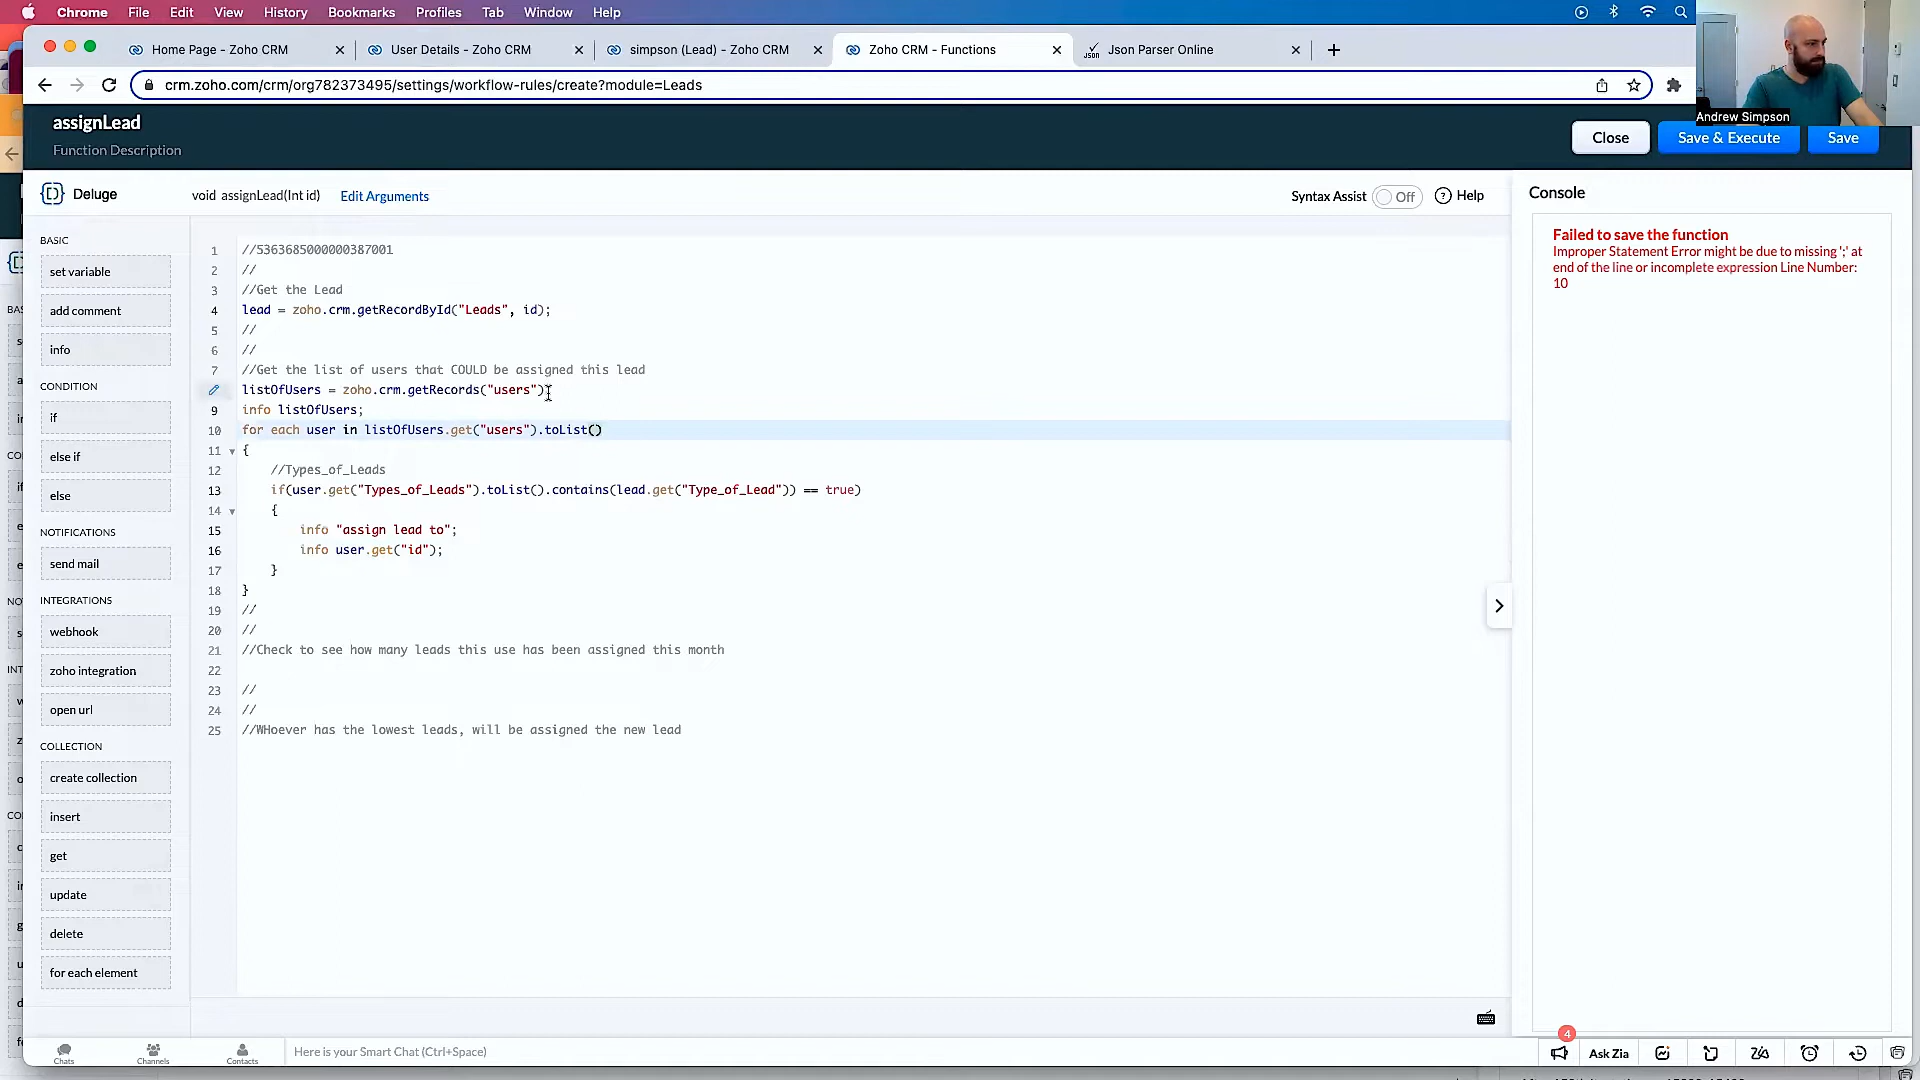 Chrome File Edit View History Bookmarks Profiles Tab Window Help
Home Page - Zoho CRM
User Details - Zoho CRM
simpson (Lead) - Zoho CRM
Zoho CRM - Functions
Json Parser Online
crm.zoho.com/crm/org782373495/settings/workflow-rules/create?module=Leads
Andrew Simpson
assignLead
Function Description
Close
Save & Execute
Save
Deluge
void assignLead(Int id)
Edit Arguments
Syntax Assist
Off
Help
Console
Failed to save the function
Improper Statement Error might be due to missing ';' at
end of the line or incomplete expression Line Number:
10
BASIC
set variable
add comment
info
CONDITION
if
else if
else
NOTIFICATIONS
send mail
INTEGRATIONS
webhook
zoho integration
open url
COLLECTION
create collection
insert
get
update
delete
for each element
1 //5363685000000387001
2 //
3 //Get the Lead
4 lead = zoho.crm.getRecordById("Leads", id);
5 //
6 //
7 //Get the list of users that COULD be assigned this lead
listOfUsers = zoho.crm.getRecords("users")
9 info listOfUsers;
10 for each user in listOfUsers.get("users").toList()
11 {
12 //Types_of_Leads
13 if(user.get("Types_of_Leads").toList().contains(lead.get("Type_of_Lead")) == true)
14 {
15 info "assign lead to";
16 info user.get("id");
17 }
18 }
19 //
20 //
21 //Check to see how many leads this use has been assigned this month
22
23 //
24 //
25 //WHoever has the lowest leads, will be assigned the new lead
Chats
Channels
Contacts
Here is your Smart Chat (Ctrl+Space)
4
Ask Zia